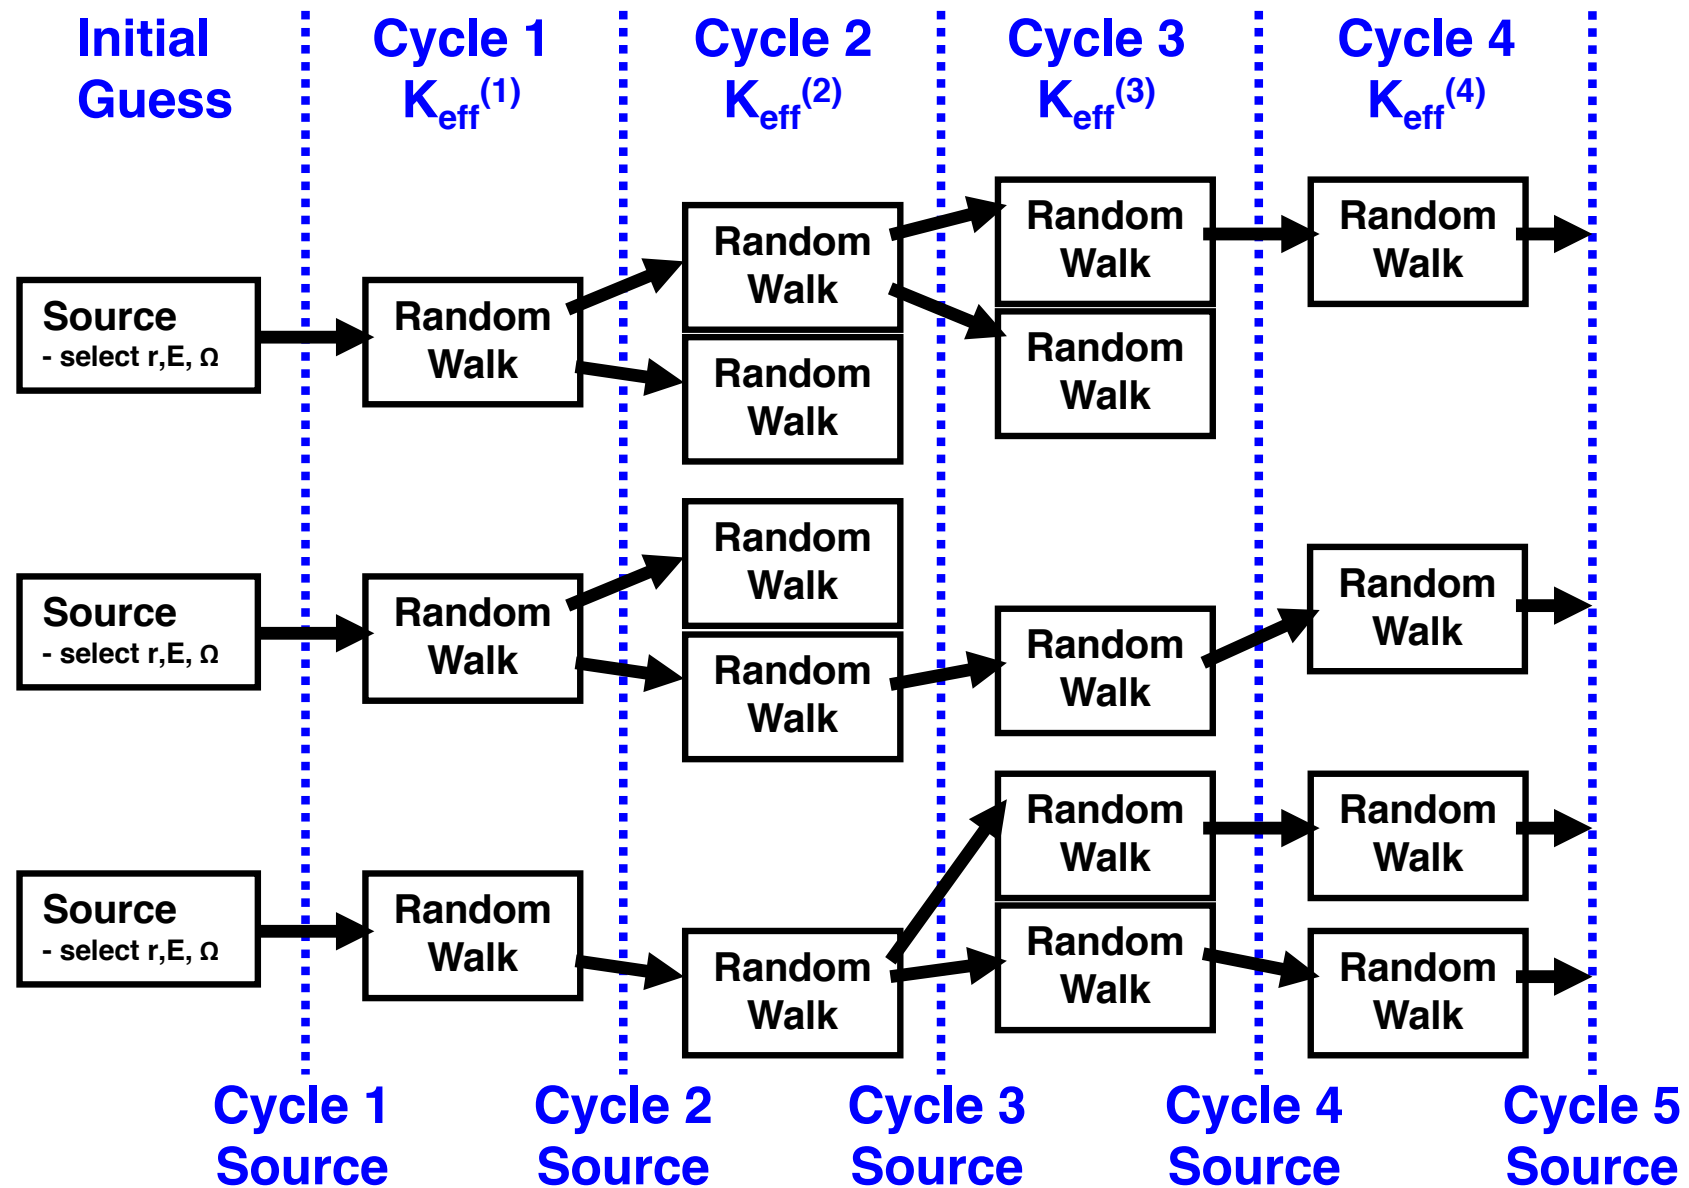 Initial
Guess
Cycle 1
Keff(1)
Cycle 2
Keff(2)
Cycle 3
Keff(3)
Cycle 4
Keff(4)
Source
- select r,E, Ω
Random
Walk
Random
Walk
Random
Walk
Random
Walk
Random
Walk
Random
Walk
Source
- select r,E, Ω
Random
Walk
Random
Walk
Random
Walk
Random
Walk
Random
Walk
Source
- select r,E, Ω
Random
Walk
Random
Walk
Random
Walk
Random
Walk
Random
Walk
Random
Walk
Cycle 1
Source
Cycle 2
Source
Cycle 3
Source
Cycle 4
Source
Cycle 5
Source